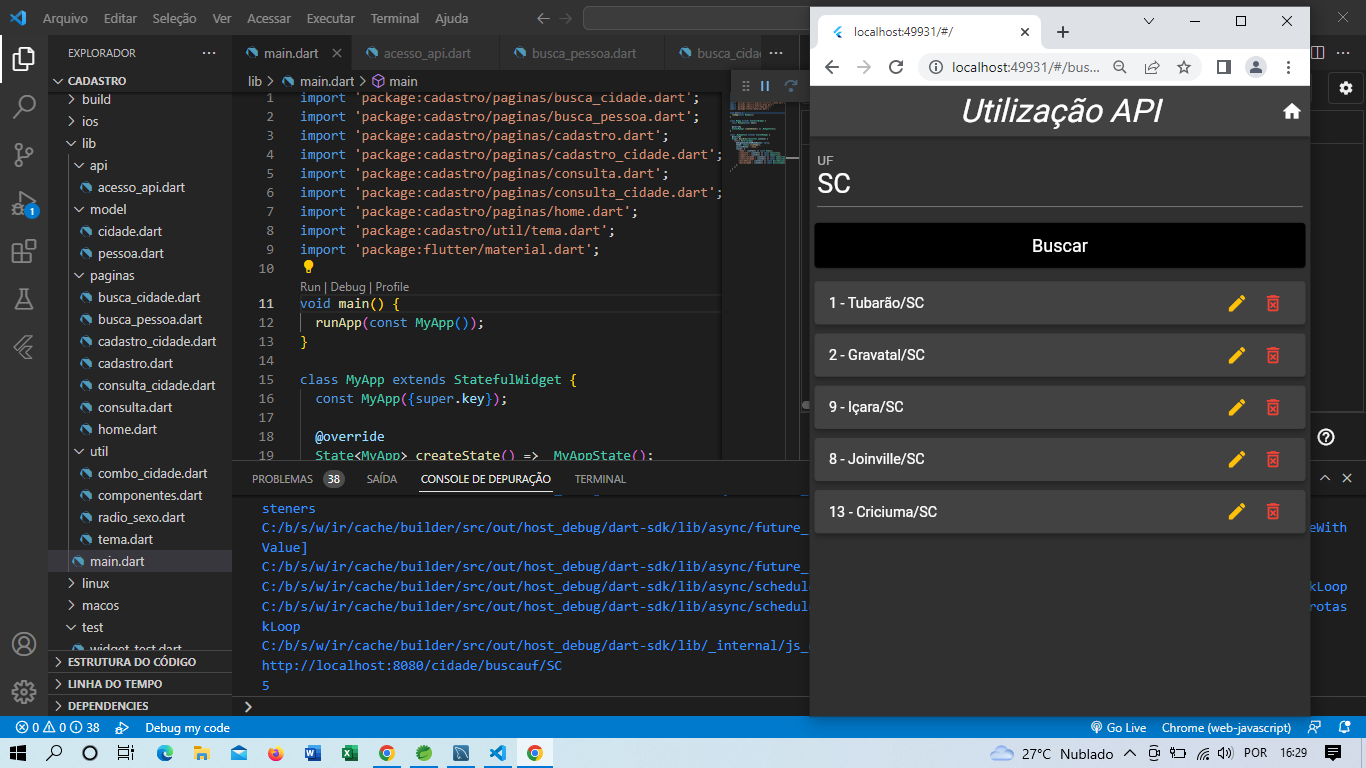 Arquivo Editar Seleção Ver Acessar Executar Terminal Ajuda
EXPLORADOR
CADASTRO
build
ios
lib
api
acesso_api.dart
model
cidade.dart
pessoa.dart
paginas
busca_cidade.dart
busca_pessoa.dart
cadastro_cidade.dart
cadastro.dart
consulta_cidade.dart
consulta.dart
home.dart
util
combo_cidade.dart
componentes.dart
radio_sexo.dart
tema.dart
main.dart
linux
macos
test
widget_test.dart
ESTRUTURA DO CÓDIGO
LINHA DO TEMPO
DEPENDENCIES
1
main.dart acesso_api.dart busca_pessoa.dart busca_cida
lib > main.dart > main
1 import 'package:cadastro/paginas/busca_cidade.dart';
2 import 'package:cadastro/paginas/busca_pessoa.dart';
3 import 'package:cadastro/paginas/cadastro.dart';
4 import 'package:cadastro/paginas/cadastro_cidade.dart';
5 import 'package:cadastro/paginas/consulta.dart';
6 import 'package:cadastro/paginas/consulta_cidade.dart';
7 import 'package:cadastro/paginas/home.dart';
8 import 'package:cadastro/util/tema.dart';
9 import 'package:flutter/material.dart';
10
Run | Debug | Profile
11 void main() {
12 runApp(const MyApp());
13 }
14
15 class MyApp extends StatefulWidget {
16 const MyApp({super.key});
17
18 @override
19 State<MyApp> createState() => _MyAppState();
PROBLEMAS 38 SAÍDA CONSOLE DE DEPURAÇÃO TERMINAL
steners
C:/b/s/w/ir/cache/builder/src/out/host_debug/dart-sdk/lib/async/future_ eWith
Value]
C:/b/s/w/ir/cache/builder/src/out/host_debug/dart-sdk/lib/async/future_
C:/b/s/w/ir/cache/builder/src/out/host_debug/dart-sdk/lib/async/schedul kLoop
C:/b/s/w/ir/cache/builder/src/out/host_debug/dart-sdk/lib/async/schedul rotas
kLoop
C:/b/s/w/ir/cache/builder/src/out/host_debug/dart-sdk/lib/_internal/js_
http://localhost:8080/cidade/buscauf/SC
5
localhost:49931/#/
localhost:49931/#/bus...
Utilização API
UF
SC
Buscar
1 - Tubarão/SC
2 - Gravatal/SC
9 - Içara/SC
8 - Joinville/SC
13 - Criciuma/SC
0 0 38 Debug my code Go Live Chrome (web-javascript)
27°C Nublado POR 16:29